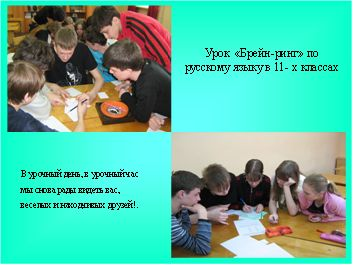 Урок «Брейн-ринг» по
русскому языку в 11- х классах
В урочный день, в урочный час
мы снова рады видеть вас,
веселых и находчивых друзей!.